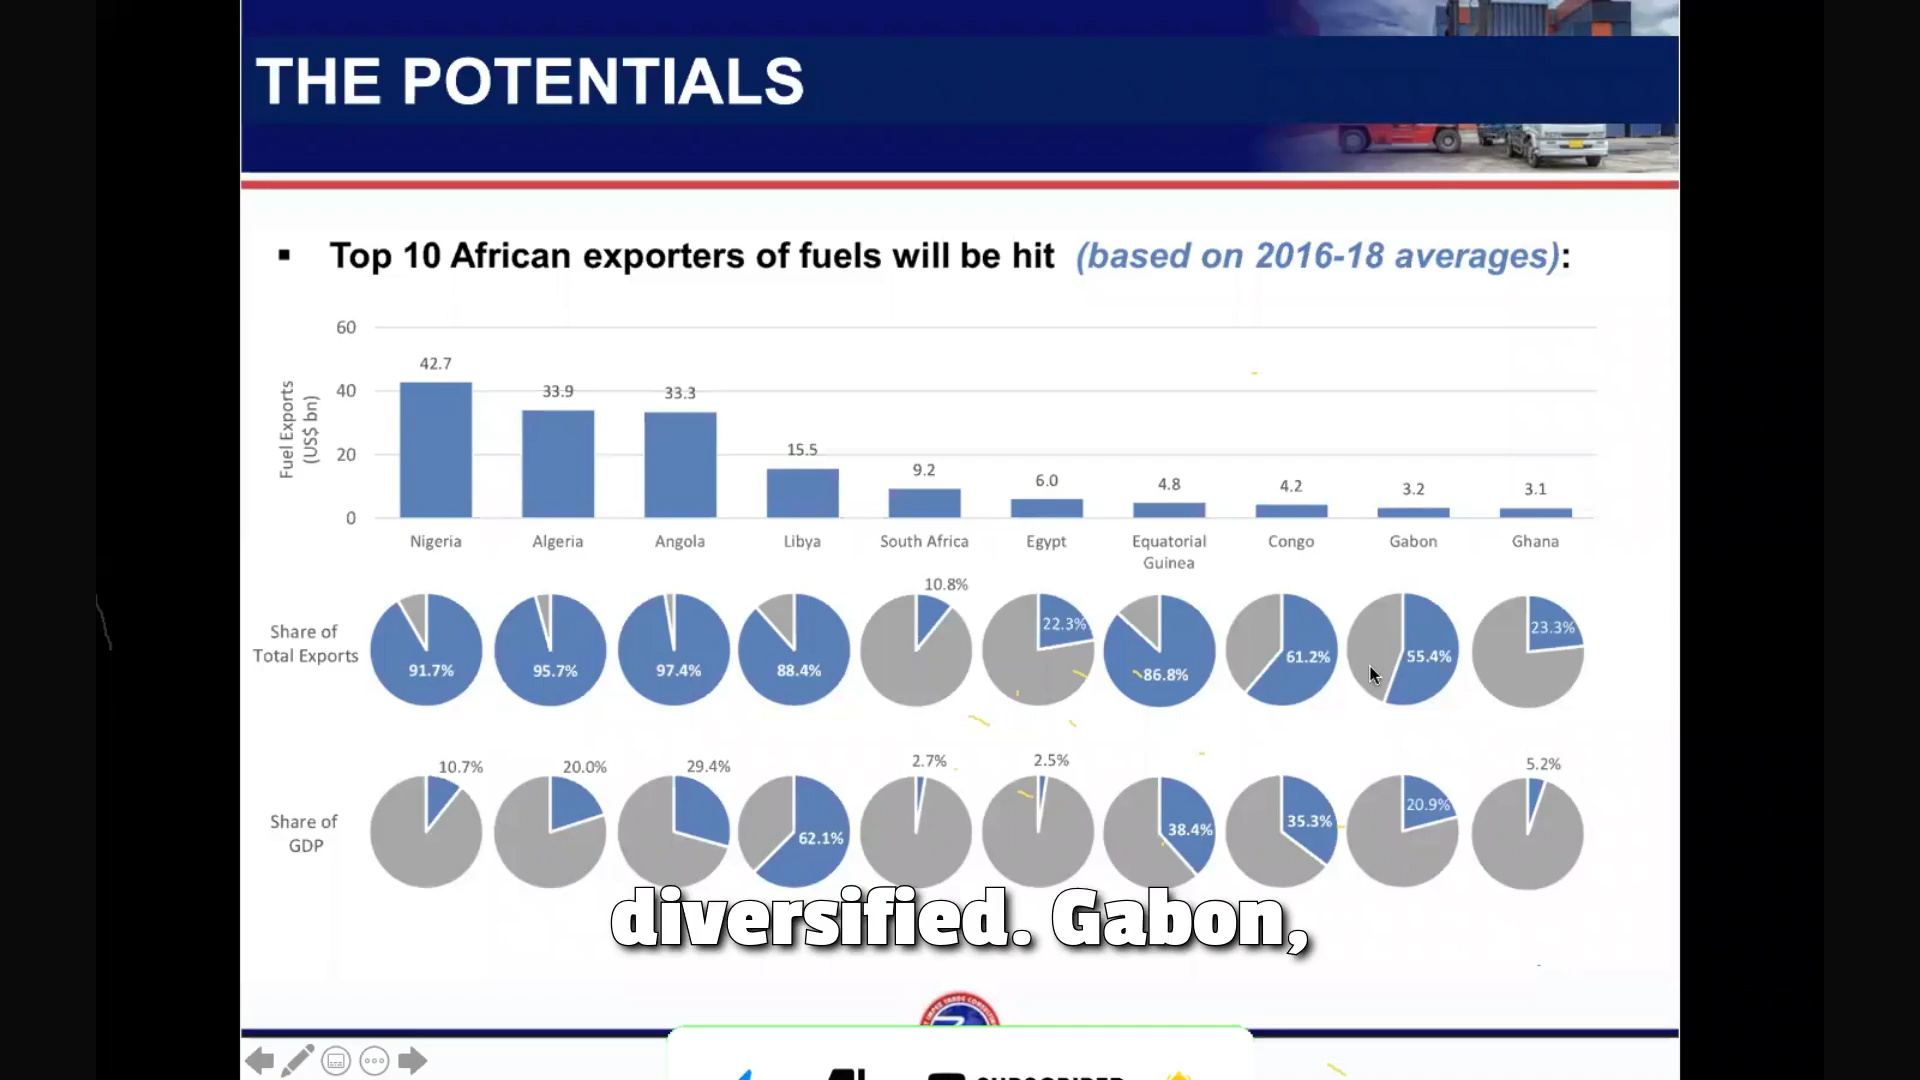 THE POTENTIALS
▪ Top 10 African exporters of fuels will be hit (based on 2016-18 averages):
Fuel Exports
(US$ bn)
60
40
20
0
42.7
33.9
33.3
15.5
9.2
6.0
4.8
4.2
3.2
3.1
Nigeria
Algeria
Angola
Libya
South Africa
Egypt
Equatorial
Guinea
Congo
Gabon
Ghana
Share of
Total Exports
91.7%
95.7%
97.4%
88.4%
10.8%
22.3%
86.8%
61.2%
55.4%
23.3%
Share of
GDP
10.7%
20.0%
29.4%
62.1%
2.7%
2.5%
38.4%
35.3%
20.9%
5.2%
diversified. Gabon,